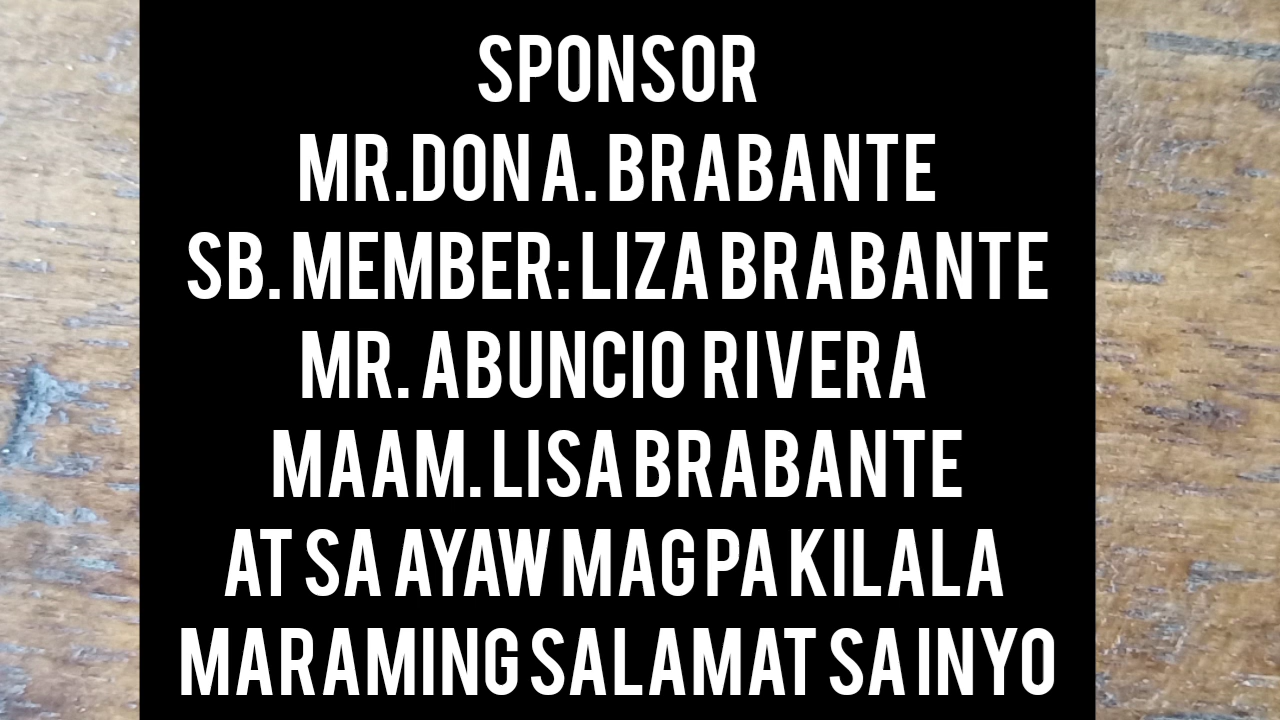 SPONSOR
MR.DON A. BRABANTE
SB. MEMBER: LIZA BRABANTE
MR. ABUNCIO RIVERA
MAAM. LISA BRABANTE
AT SA AYAW MAG PA KILALA
MARAMING SALAMAT SA INYO